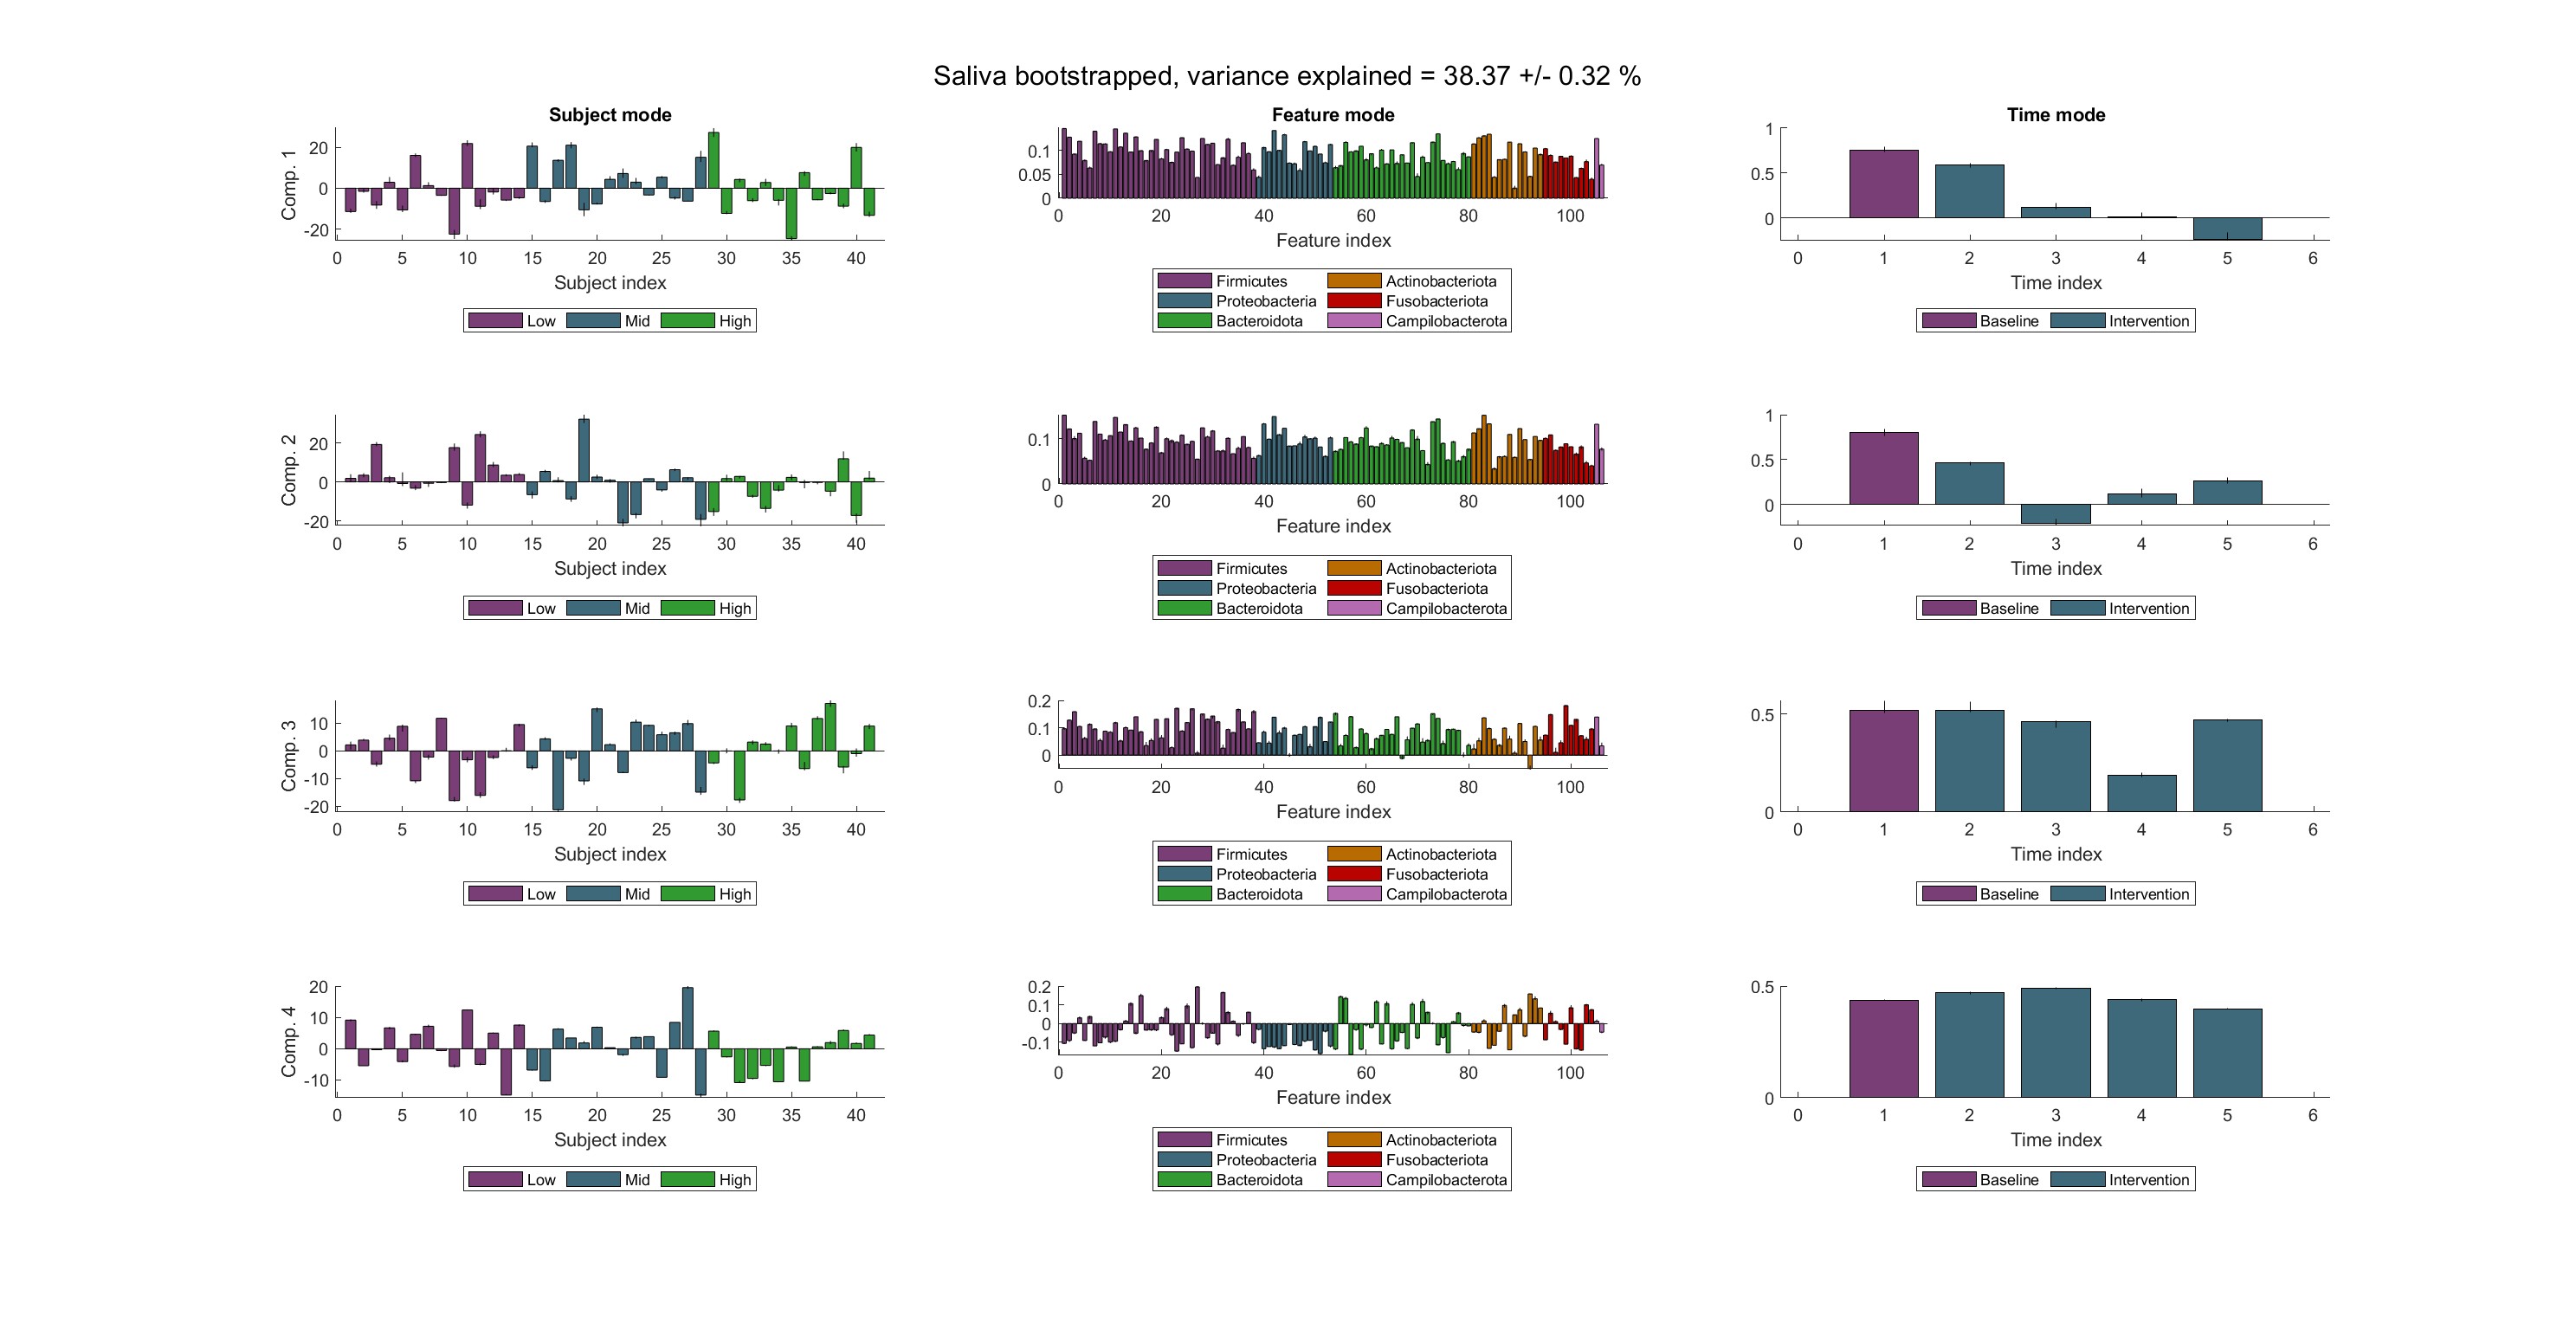 Saliva bootstrapped, variance explained = 38.37 +/- 0.32 %
Subject mode
Feature mode
Time mode
Comp. 1
20
0
-20
0 5 10 15 20 25 30 35 40
Subject index
Low Mid High
0.1
0.05
0
0 20 40 60 80 100
Feature index
Firmicutes Actinobacteriota
Proteobacteria Fusobacteriota
Bacteroidota Campilobacterota
1
0.5
0
0 1 2 3 4 5 6
Time index
Baseline Intervention
Comp. 2
20
0
-20
0 5 10 15 20 25 30 35 40
Subject index
Low Mid High
0.1
0
0 20 40 60 80 100
Feature index
Firmicutes Actinobacteriota
Proteobacteria Fusobacteriota
Bacteroidota Campilobacterota
1
0.5
0
0 1 2 3 4 5 6
Time index
Baseline Intervention
Comp. 3
10
0
-10
-20
0 5 10 15 20 25 30 35 40
Subject index
Low Mid High
0.2
0.1
0
0 20 40 60 80 100
Feature index
Firmicutes Actinobacteriota
Proteobacteria Fusobacteriota
Bacteroidota Campilobacterota
0.5
0
0 1 2 3 4 5 6
Time index
Baseline Intervention
Comp. 4
20
10
0
-10
0 5 10 15 20 25 30 35 40
Subject index
Low Mid High
0.2
0.1
0
-0.1
0 20 40 60 80 100
Feature index
Firmicutes Actinobacteriota
Proteobacteria Fusobacteriota
Bacteroidota Campilobacterota
0.5
0
0 1 2 3 4 5 6
Time index
Baseline Intervention